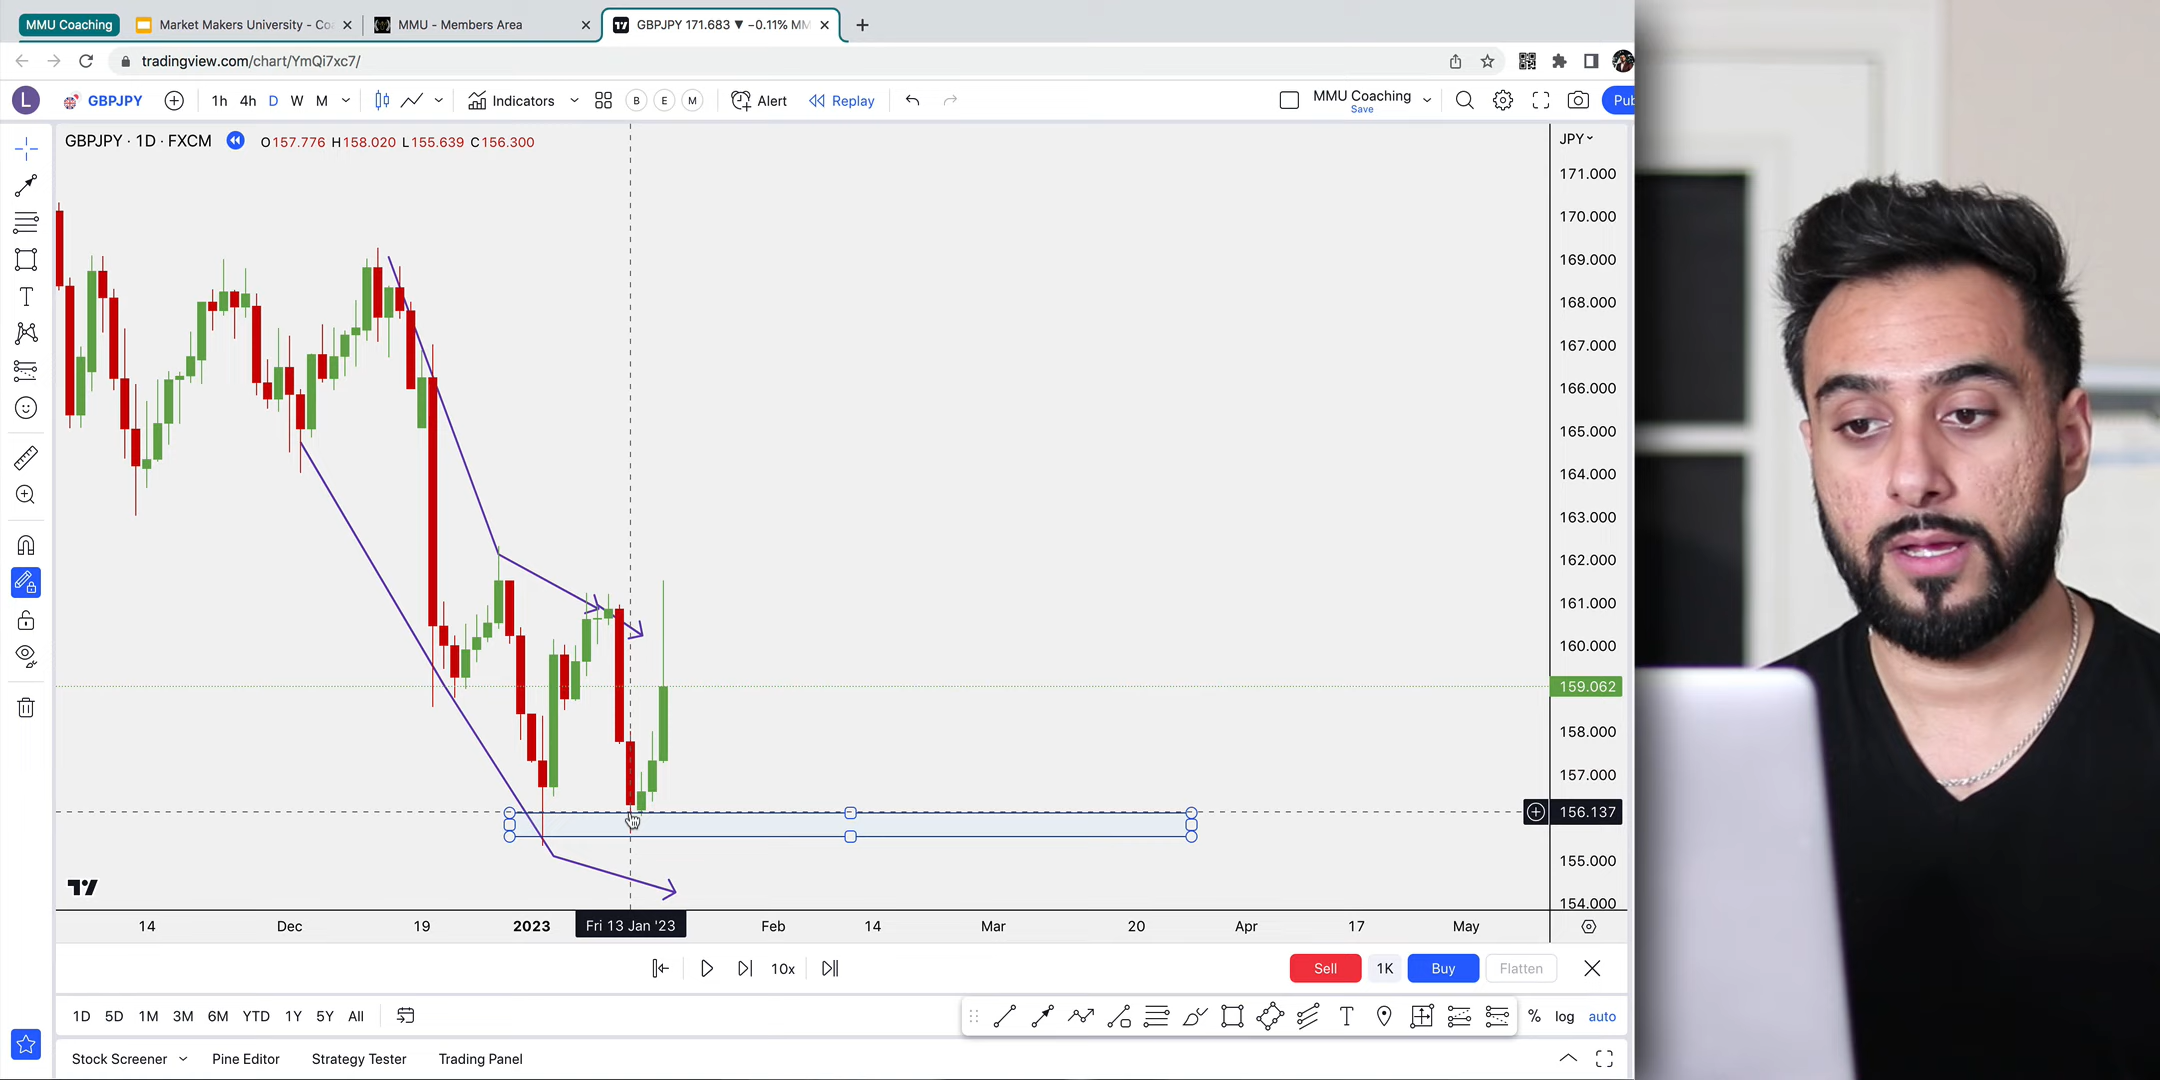 MMU Coaching
Market Makers University - Co
MMU - Members Area
GBPJPY 171.683 ▼ −0.11% MM
tradingview.com/chart/YmQi7xc7/
L GBPJPY 1h 4h D W M Indicators B E M Alert Replay MMU Coaching Save Pub
GBPJPY · 1D · FXCM O157.776 H158.020 L155.639 C156.300
JPY
171.000
170.000
169.000
168.000
167.000
166.000
165.000
164.000
163.000
162.000
161.000
160.000
159.062
158.000
157.000
156.137
155.000
154.000
14 Dec 19 2023 Fri 13 Jan '23 Feb 14 Mar 20 Apr 17 May
10x Sell 1K Buy Flatten
1D 5D 1M 3M 6M YTD 1Y 5Y All T % log auto
Stock Screener Pine Editor Strategy Tester Trading Panel